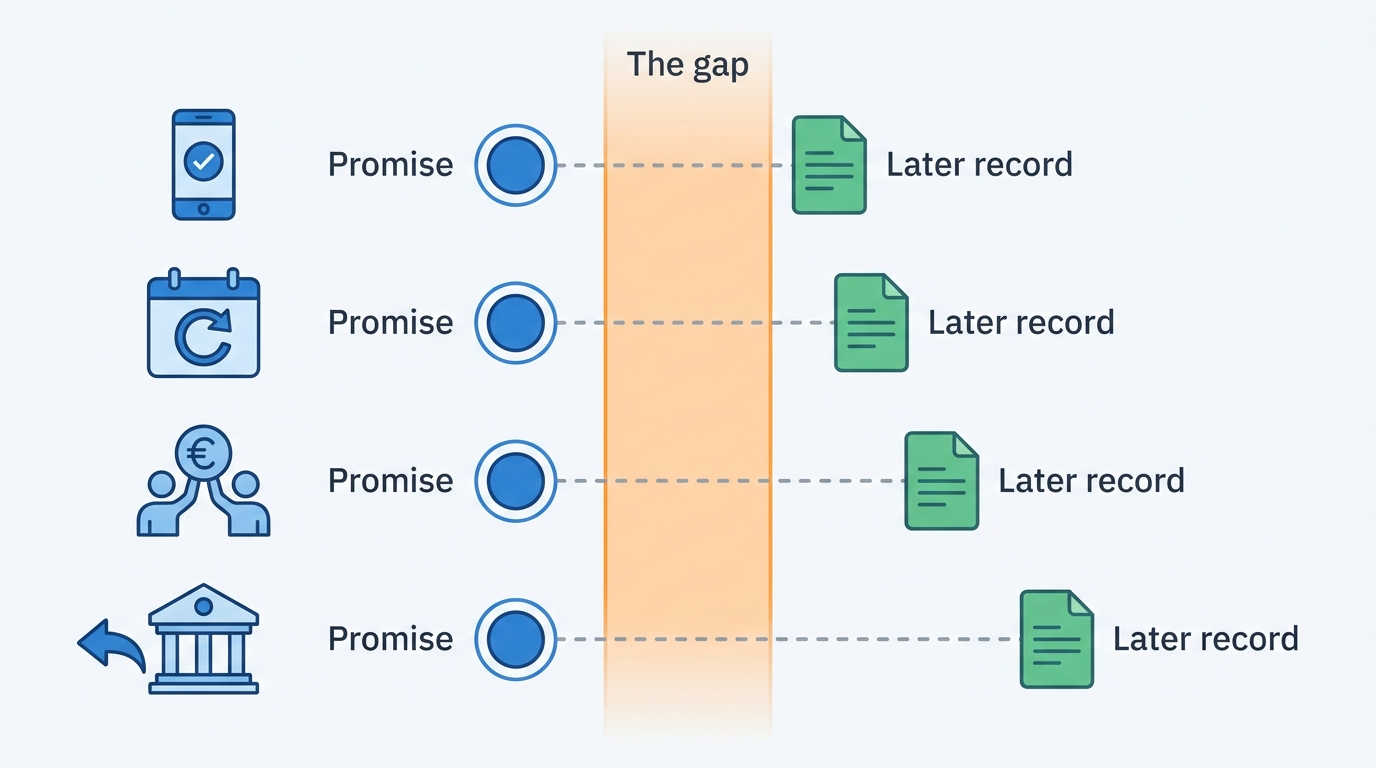 The gap
Promise
Later record
Promise
Later record
€
Promise
Later record
Promise
Later record